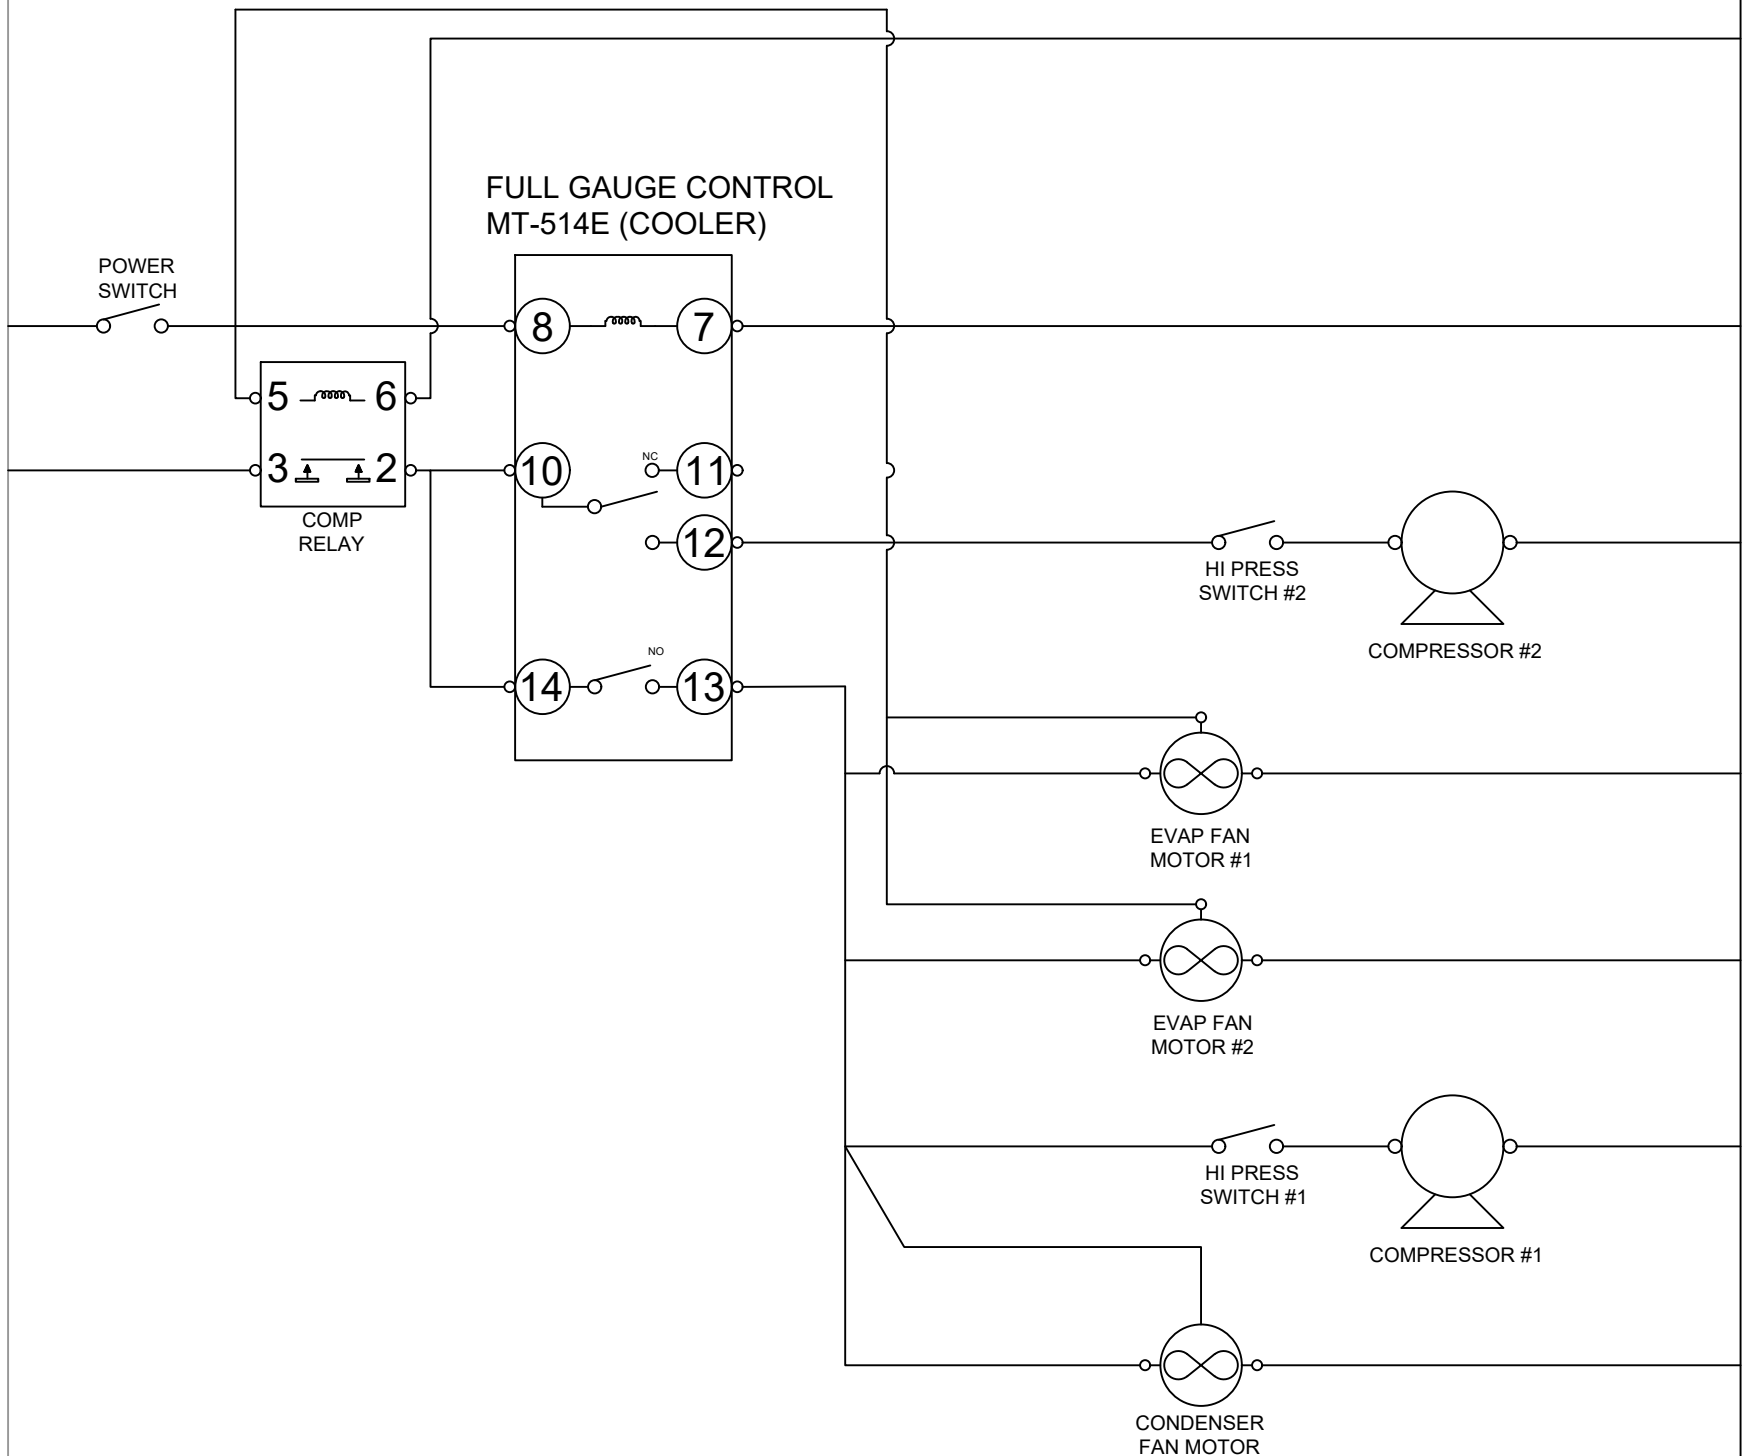 FULL GAUGE CONTROL
MT-514E (COOLER)
POWER
SWITCH
8
7
5
6
3
2
COMP
RELAY
10
NC
11
12
HI PRESS
SWITCH #2
COMPRESSOR #2
14
NO
13
EVAP FAN
MOTOR #1
EVAP FAN
MOTOR #2
HI PRESS
SWITCH #1
COMPRESSOR #1
CONDENSER
FAN MOTOR